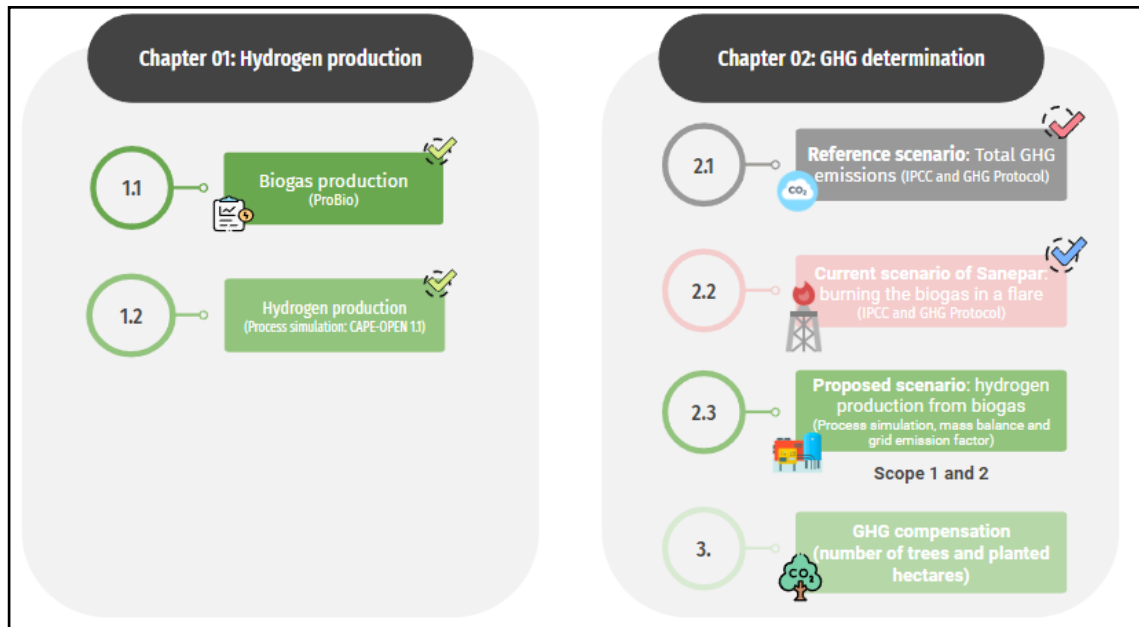 Chapter 01: Hydrogen production
1.1
Biogas production
(ProBio)
1.2
Hydrogen production
(Process simulation: CAPE-OPEN 1.1)
Chapter 02: GHG determination
2.1
Reference scenario: Total GHG
emissions (IPCC and GHG Protocol)
CO₂
2.2
Current scenario of Sanepar:
burning the biogas in a flare
(IPCC and GHG Protocol)
2.3
Proposed scenario: hydrogen
production from biogas
(Process simulation, mass balance and
grid emission factor)
Scope 1 and 2
3.
GHG compensation
(number of trees and planted
hectares)
CO₂